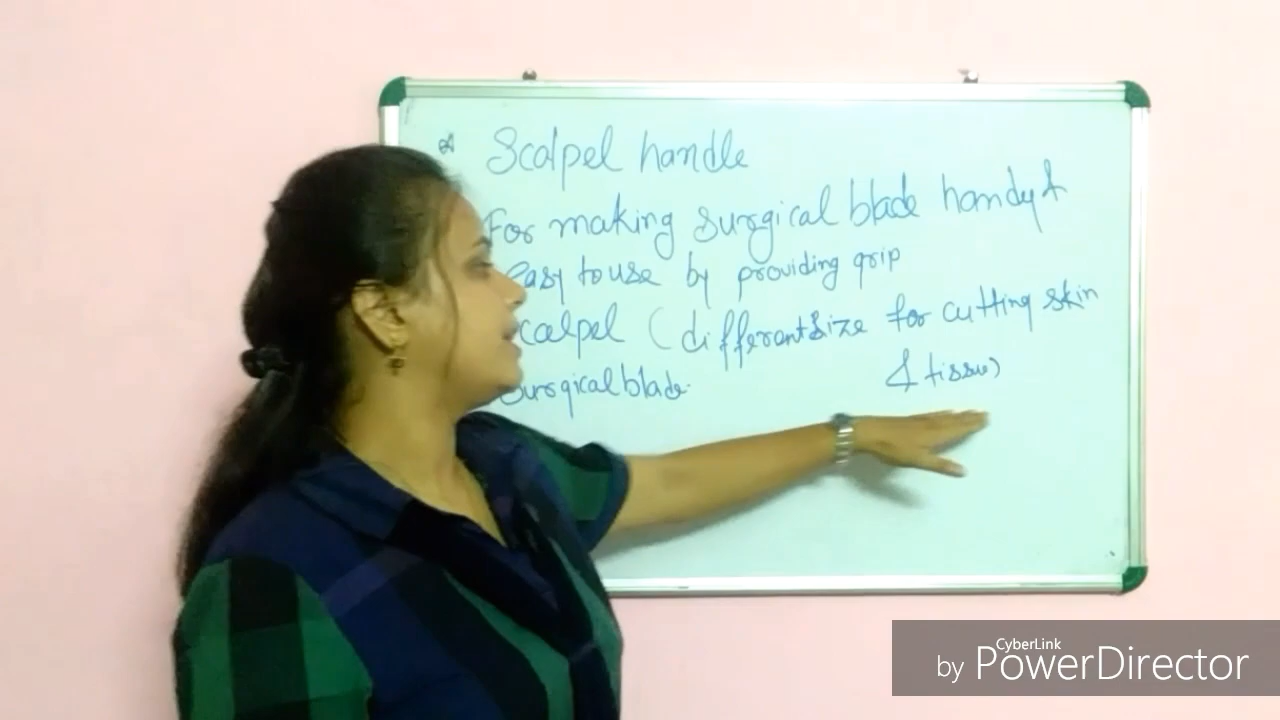 Scalpel handle
For making surgical blade handy &
easy to use by providing grip
Scalpel (different size for cutting skin
& tissue)
Surgical blade.
CyberLink
by PowerDirector